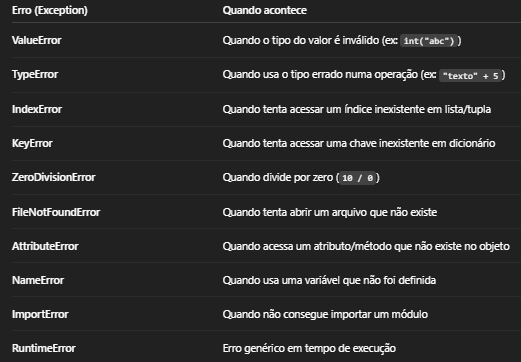 Erro (Exception) Quando acontece
ValueError Quando o tipo do valor é inválido (ex: int("abc"))
TypeError Quando usa o tipo errado numa operação (ex: "texto" + 5)
IndexError Quando tenta acessar um índice inexistente em lista/tupla
KeyError Quando tenta acessar uma chave inexistente em dicionário
ZeroDivisionError Quando divide por zero (10 / 0)
FileNotFoundError Quando tenta abrir um arquivo que não existe
AttributeError Quando acessa um atributo/método que não existe no objeto
NameError Quando usa uma variável que não foi definida
ImportError Quando não consegue importar um módulo
RuntimeError Erro genérico em tempo de execução